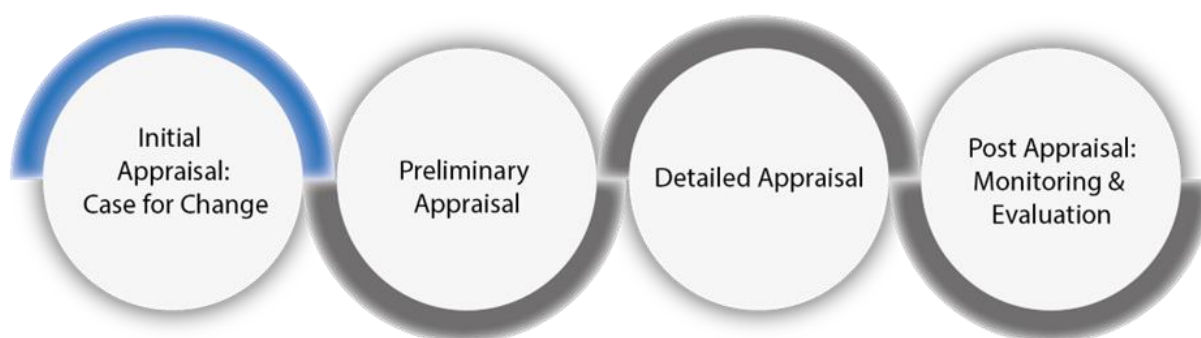 Initial
Appraisal:
Case for Change
Preliminary
Appraisal
Detailed Appraisal
Post Appraisal:
Monitoring &
Evaluation